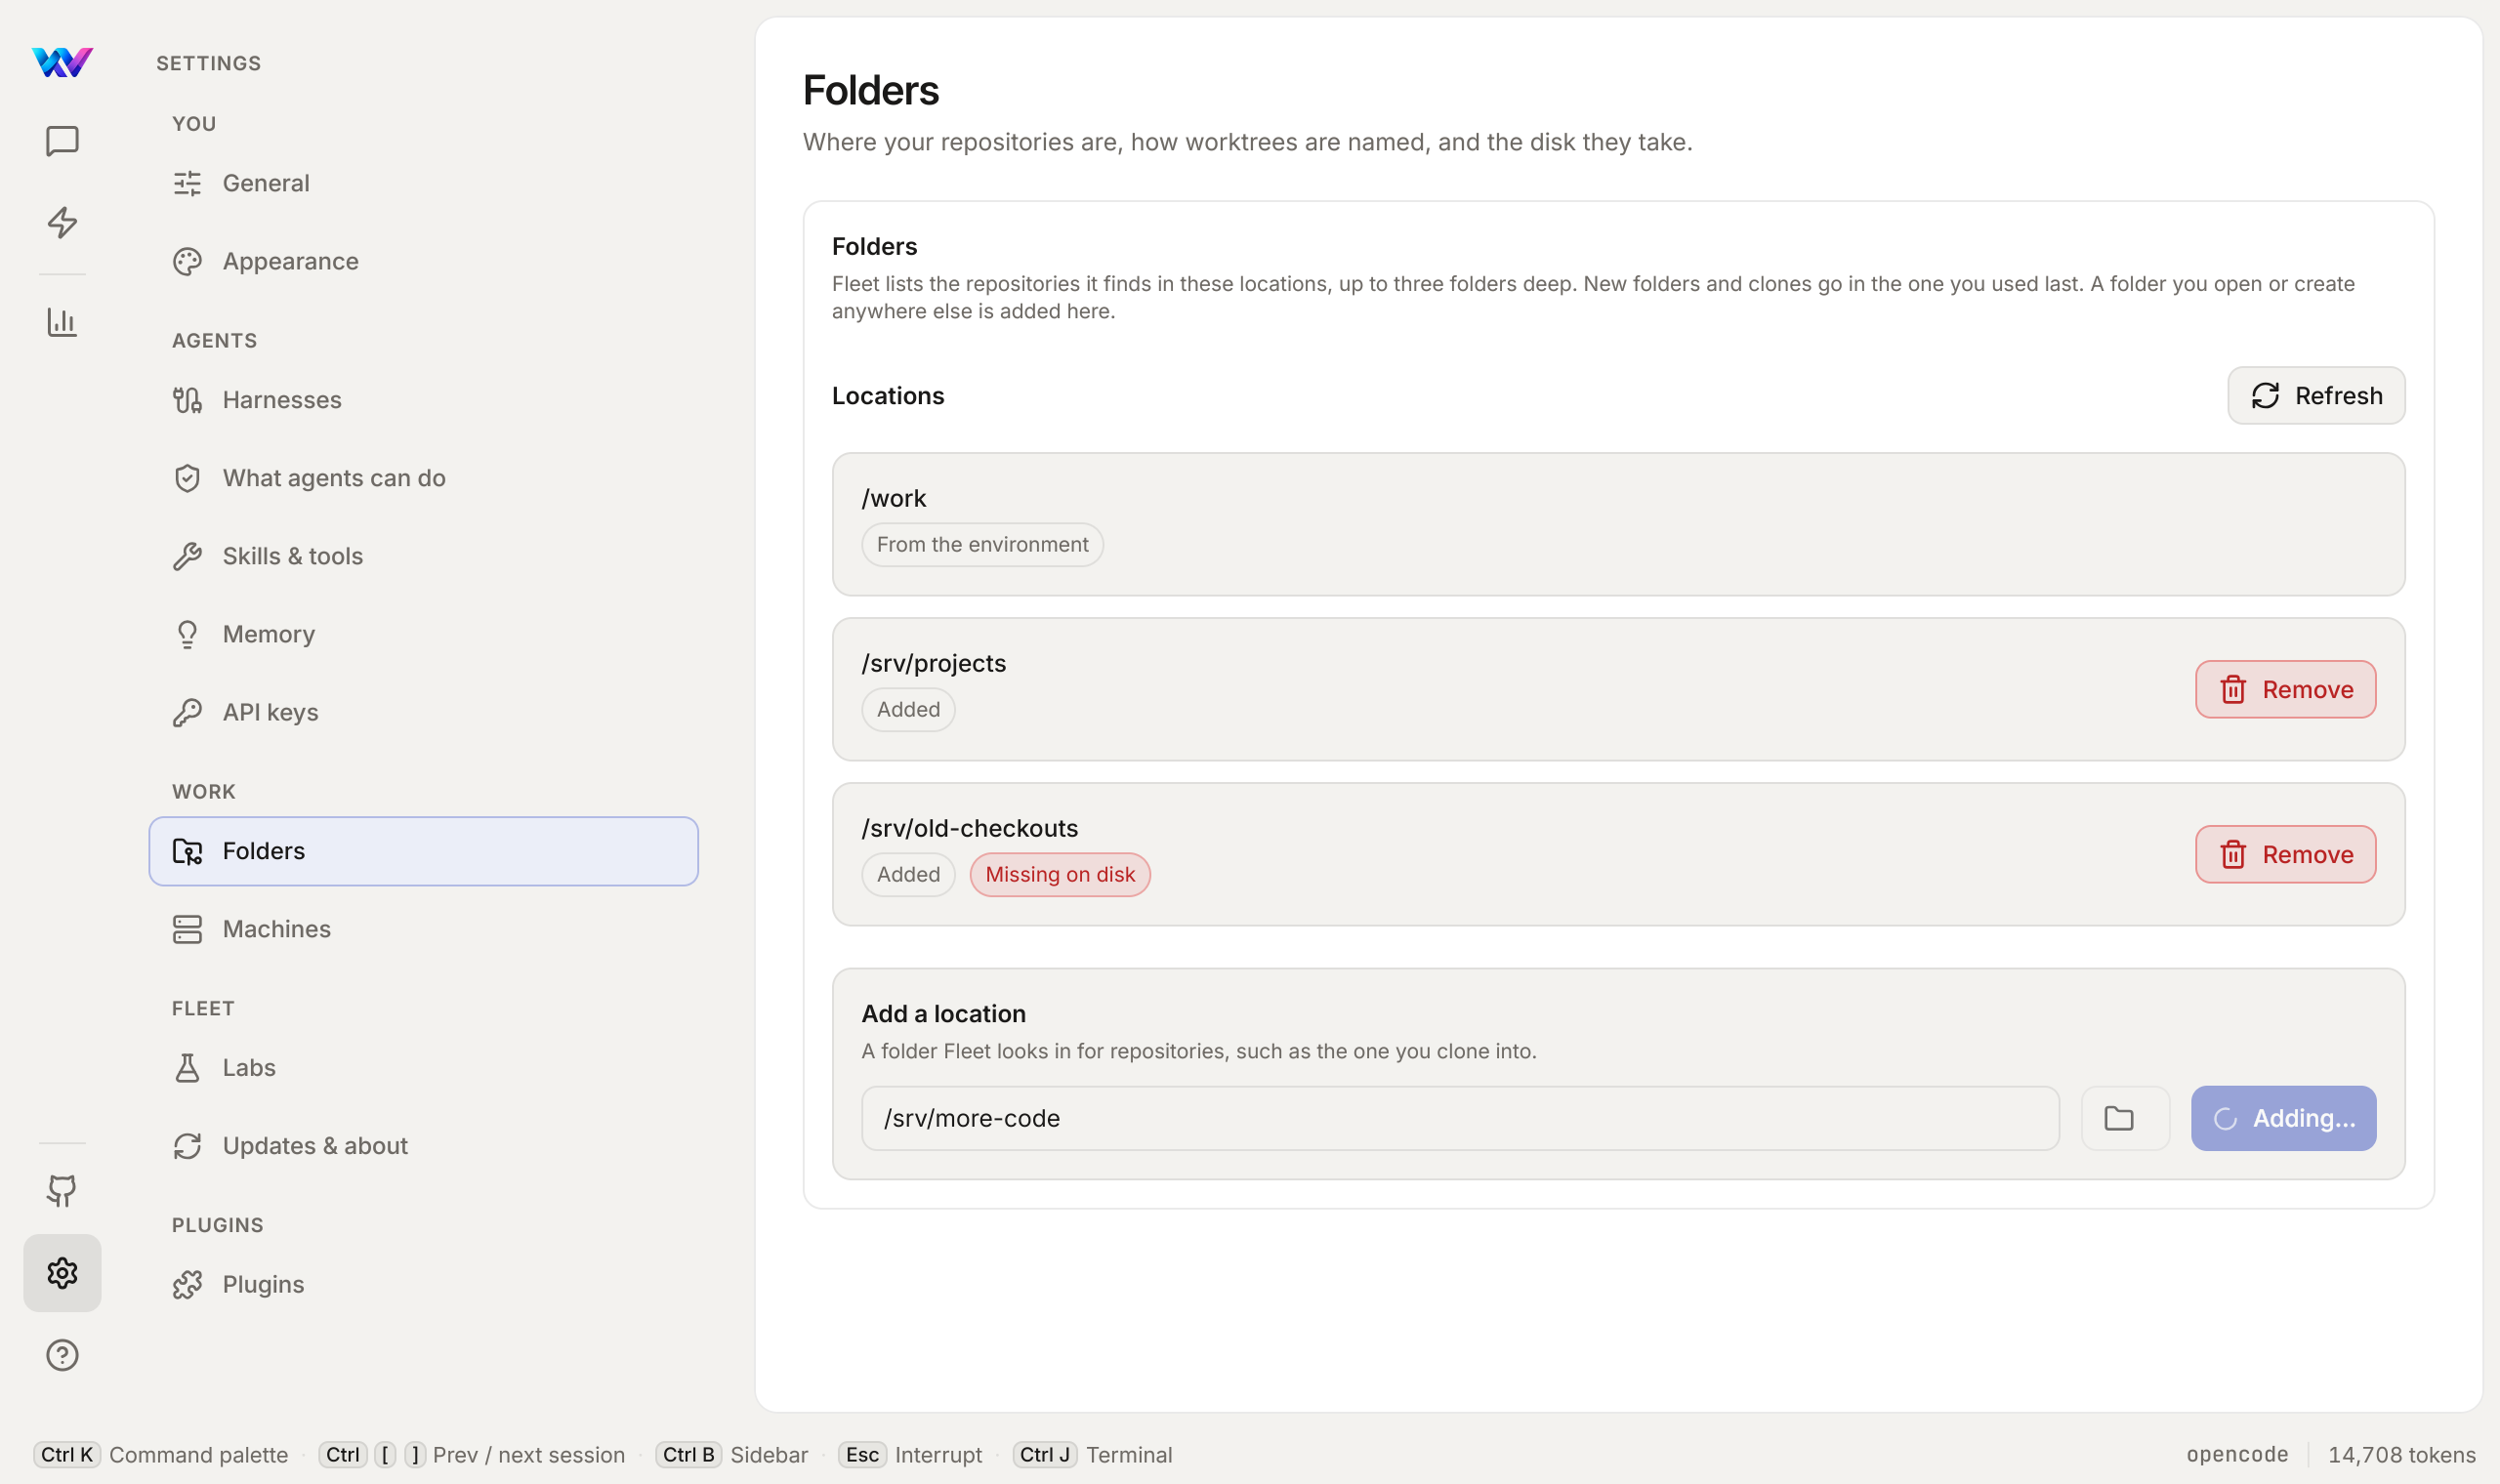 SETTINGS
YOU
General
Appearance
AGENTS
Harnesses
What agents can do
Skills & tools
Memory
API keys
WORK
Folders
Machines
FLEET
Labs
Updates & about
PLUGINS
Plugins
Folders
Where your repositories are, how worktrees are named, and the disk they take.
Folders
Fleet lists the repositories it finds in these locations, up to three folders deep. New folders and clones go in the one you used last. A folder you open or create
anywhere else is added here.
Locations
Refresh
/work
From the environment
/srv/projects
Added
Remove
/srv/old-checkouts
Added Missing on disk
Remove
Add a location
A folder Fleet looks in for repositories, such as the one you clone into.
/srv/more-code
Adding...
Ctrl K Command palette · Ctrl [ ] Prev / next session · Ctrl B Sidebar · Esc Interrupt · Ctrl J Terminal
opencode 14,708 tokens